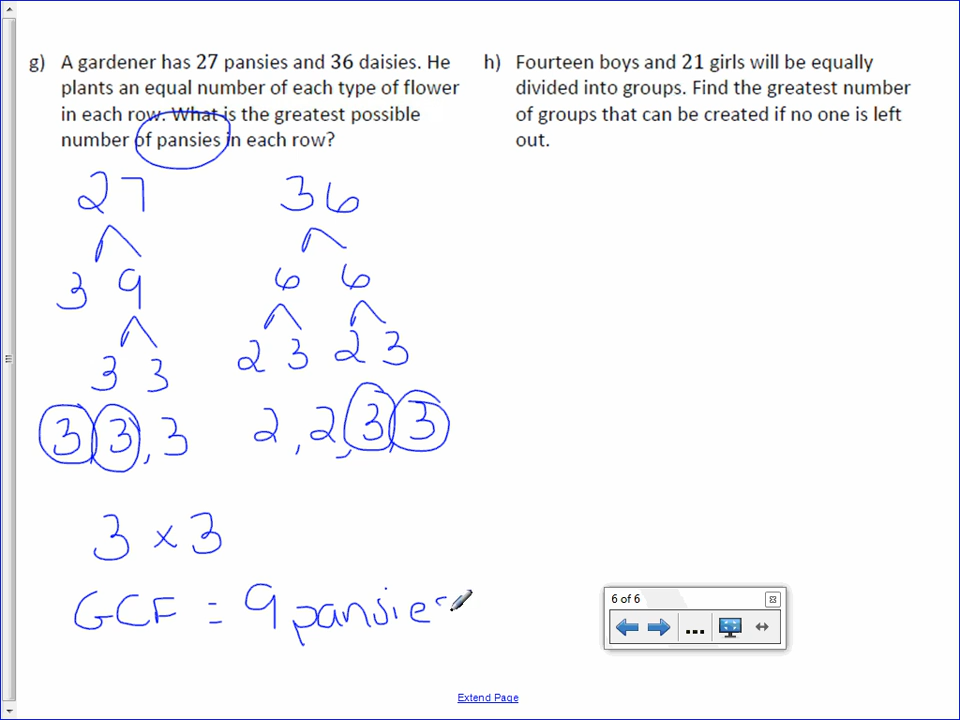 g) A gardener has 27 pansies and 36 daisies. He
plants an equal number of each type of flower
in each row. What is the greatest possible
number of pansies in each row?
h) Fourteen boys and 21 girls will be equally
divided into groups. Find the greatest number
of groups that can be created if no one is left
out.
27 36
3 9 6 6
3 3 2 3 2 3
3 3, 3 2, 2, 3 3
3 x 3
GCF = 9 pansies
6 of 6
...
Extend Page